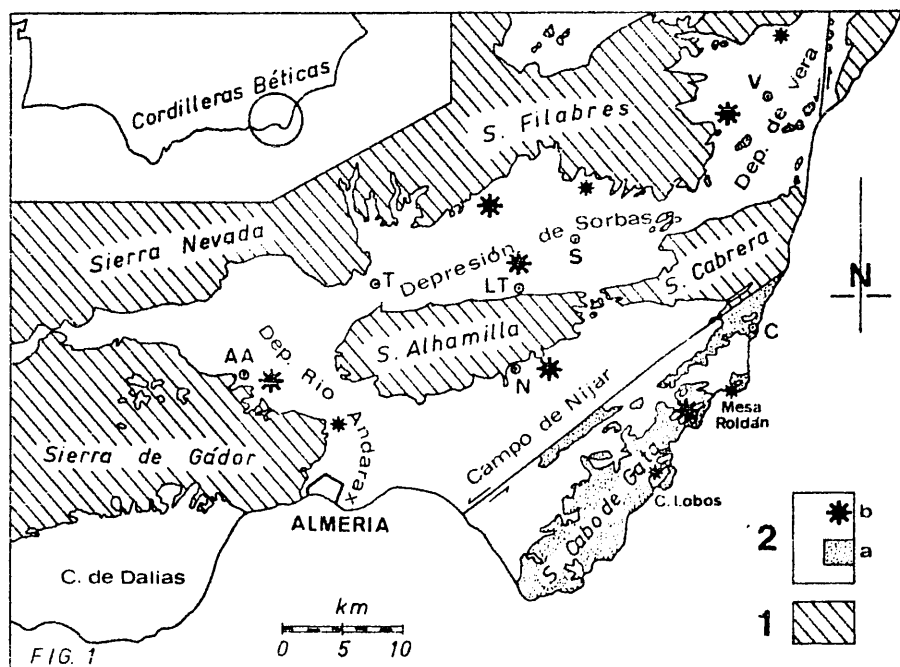 Cordilleras Béticas
S. Filabres
V
Dep. de Vera
Sierra Nevada
Depresión de Sorbas
S
T
LT
S. Cabrera
N
S. Alhamilla
Dep. Rio Andarax
AA
N
C
Campo de Nijar
Mesa
Roldán
Sierra de Gádor
S. Cabo de Gata
C. Lobos
ALMERIA
C. de Dalias
km
0 5 10
2
b
a
1
FIG. 1